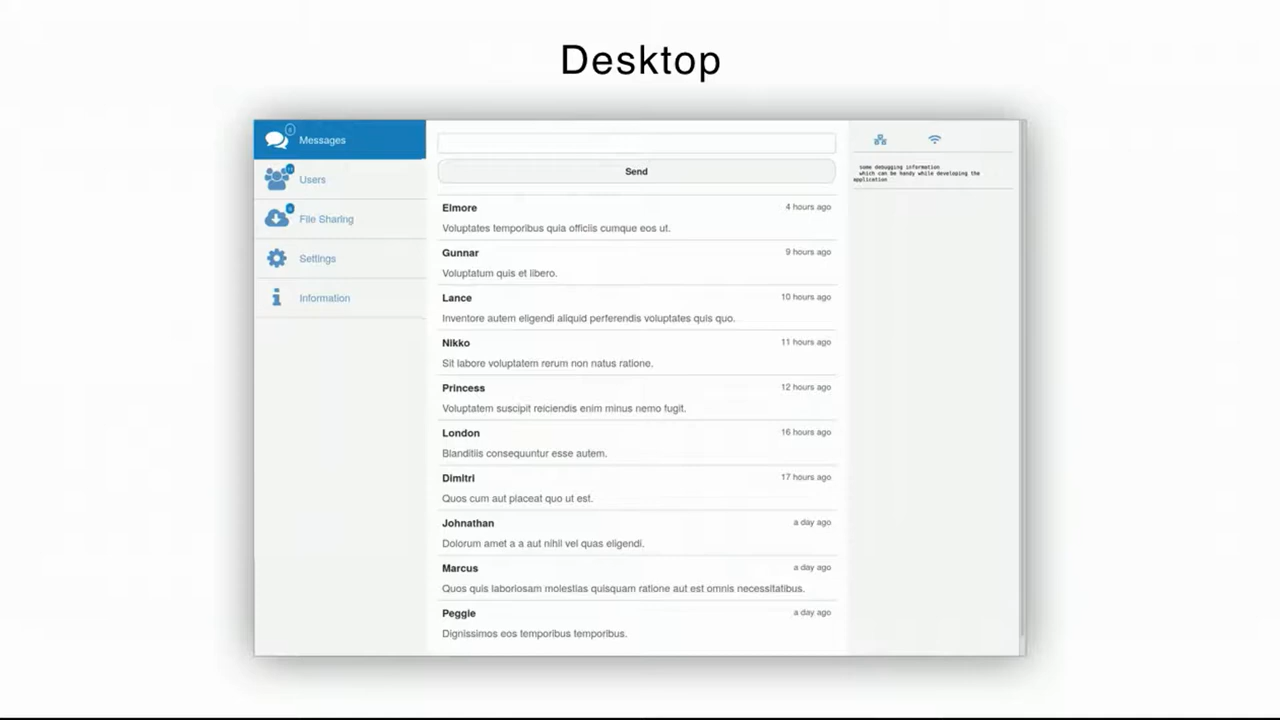 Desktop
Messages
Users
File Sharing
Settings
Information
Send
Elmore 4 hours ago
Voluptates temporibus quia officiis cumque eos ut.
Gunnar 9 hours ago
Voluptatum quis et libero.
Lance 10 hours ago
Inventore autem eligendi aliquid perferendis voluptates quis quo.
Nikko 11 hours ago
Sit labore voluptatem rerum non natus ratione.
Princess 12 hours ago
Voluptatem suscipit reiciendis enim minus nemo fugit.
London 16 hours ago
Blanditiis consequuntur esse autem.
Dimitri 17 hours ago
Quos cum aut placeat quo ut est.
Johnathan a day ago
Dolorum amet a a aut nihil vel quas eligendi.
Marcus a day ago
Quos quis laboriosam molestias quisquam ratione aut est omnis necessitatibus.
Peggie a day ago
Dignissimos eos temporibus temporibus.
some debugging information
which can be handy while developing the
application